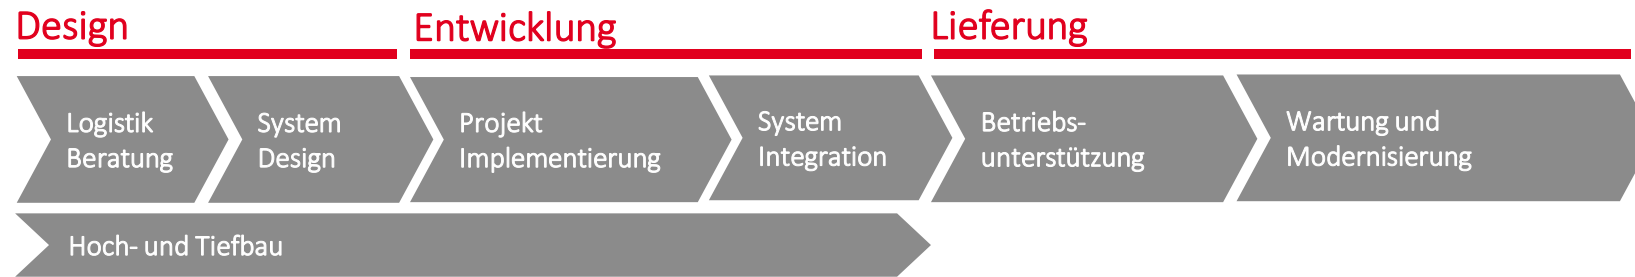 Design
Entwicklung
Lieferung
Logistik
Beratung
System
Design
Projekt
Implementierung
System
Integration
Betriebs-
unterstützung
Wartung und
Modernisierung
Hoch- und Tiefbau